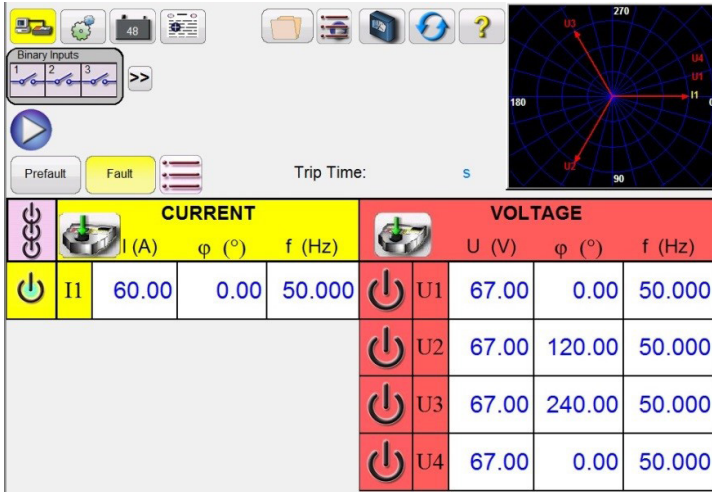 48
?
Binary Inputs
1 2 3
>>
Prefault
Fault
Trip Time:
s
270
U3
U4
U1
I1
180
0
U2
90
CURRENT
I (A) φ (°) f (Hz)
VOLTAGE
U (V) φ (°) f (Hz)
I1 60.00 0.00 50.000
U1 67.00 0.00 50.000
U2 67.00 120.00 50.000
U3 67.00 240.00 50.000
U4 67.00 0.00 50.000